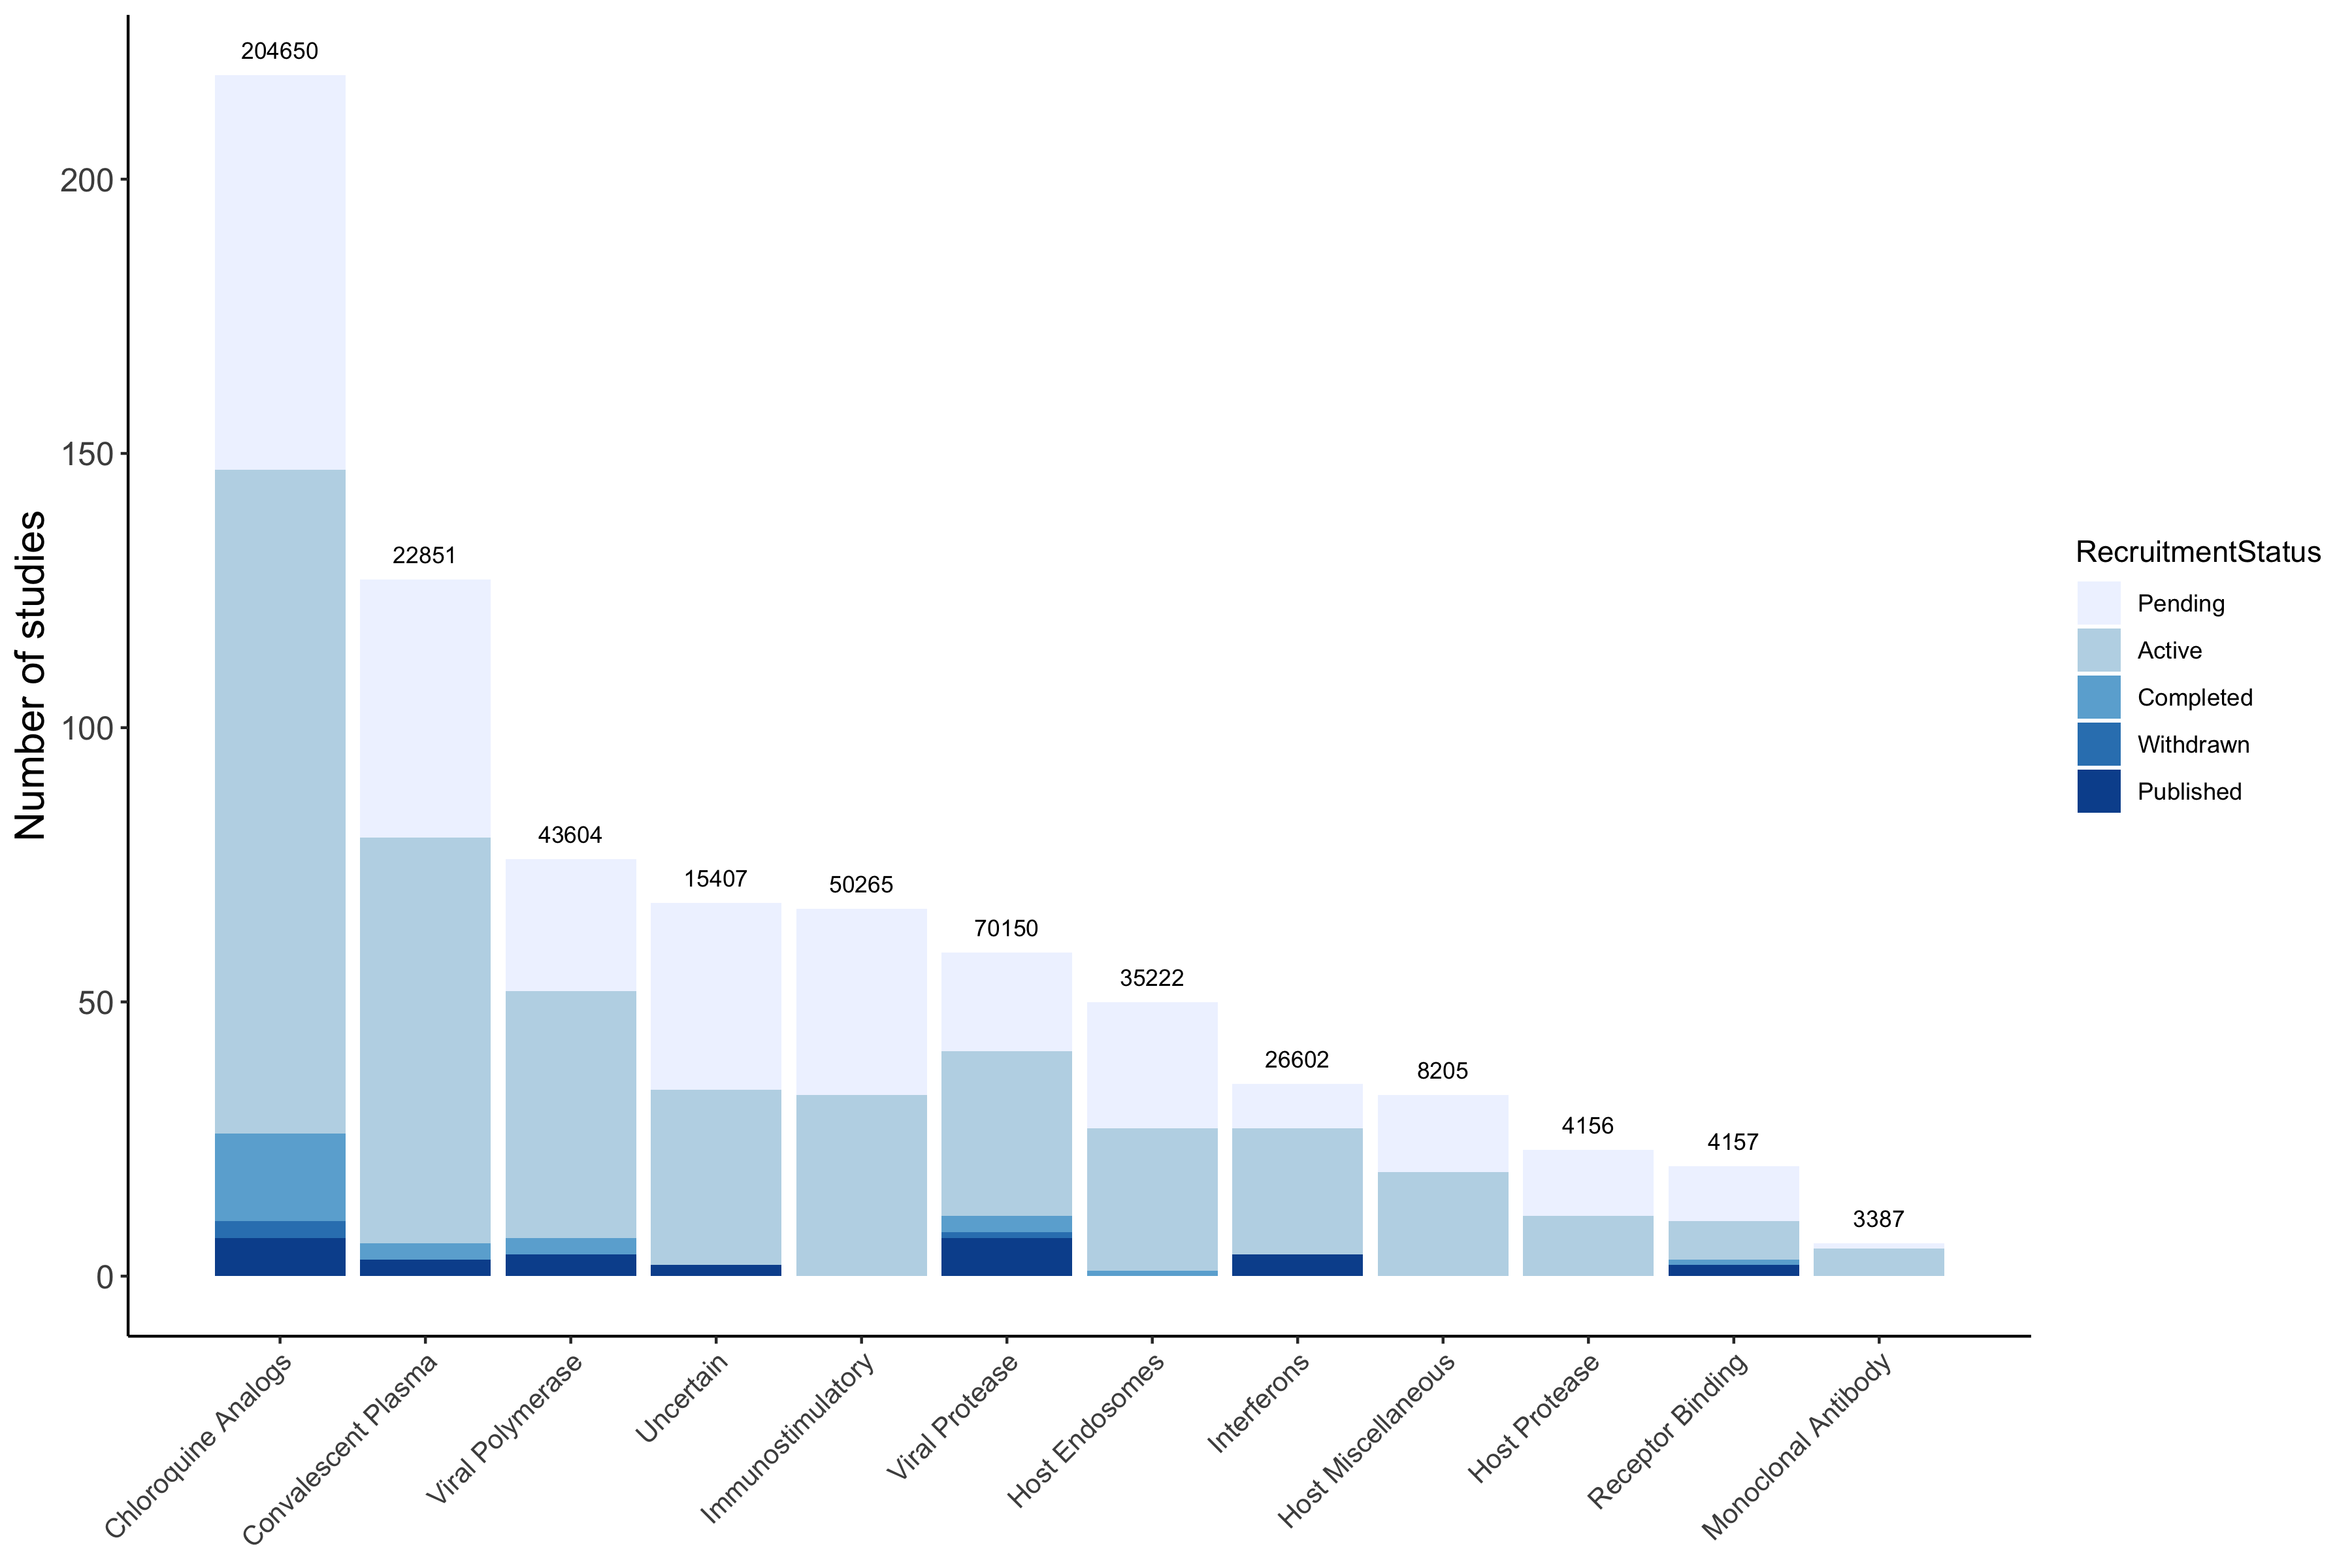 204650
22851
43604
15407
50265
70150
35222
26602
8205
4156
4157
3387
Number of studies
200
150
100
50
0
Chloroquine Analogs
Convalescent Plasma
Viral Polymerase
Uncertain
Immunostimulatory
Viral Protease
Host Endosomes
Interferons
Host Miscellaneous
Host Protease
Receptor Binding
Monoclonal Antibody
RecruitmentStatus
Pending
Active
Completed
Withdrawn
Published